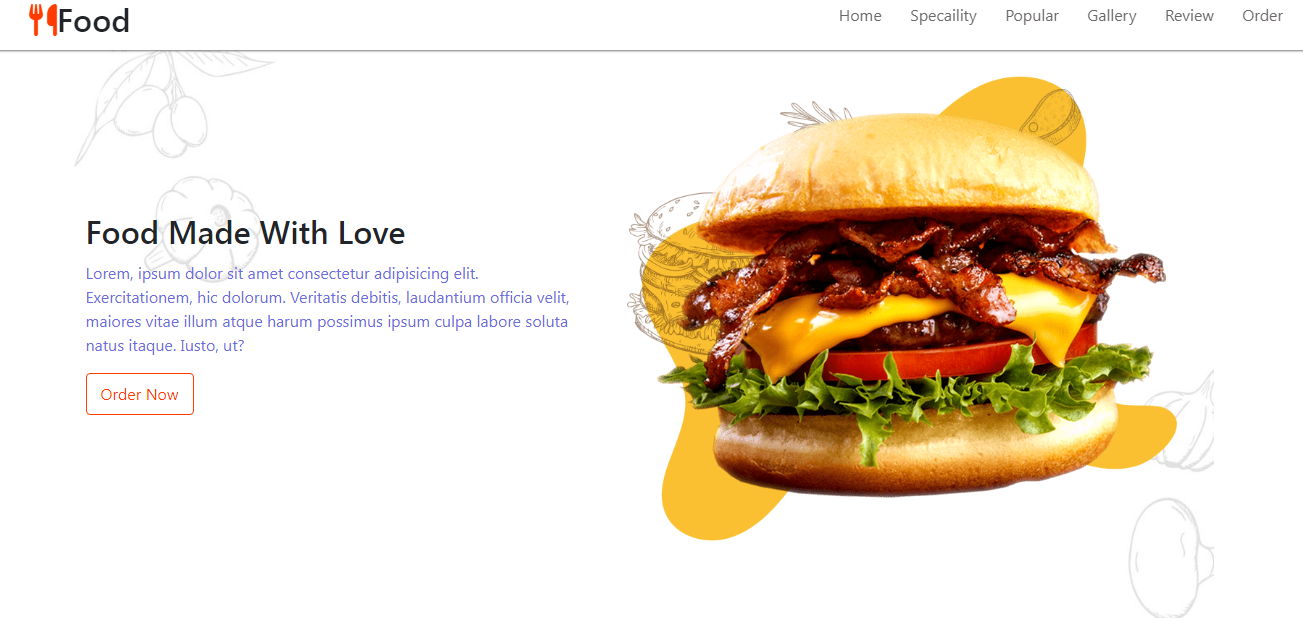 Food
Home Specaility Popular Gallery Review Order
Food Made With Love
Lorem, ipsum dolor sit amet consectetur adipisicing elit.
Exercitationem, hic dolorum. Veritatis debitis, laudantium officia velit,
maiores vitae illum atque harum possimus ipsum culpa labore soluta
natus itaque. Iusto, ut?
Order Now